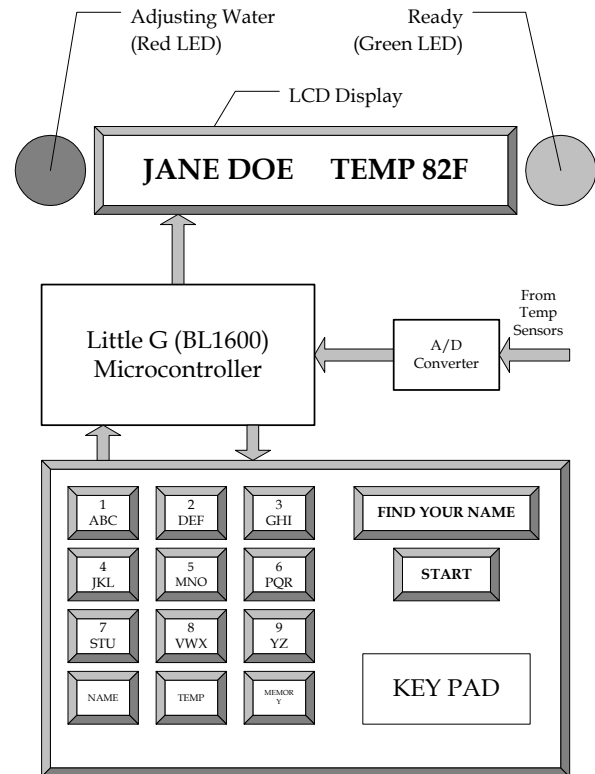 Adjusting Water
(Red LED)
Ready
(Green LED)
LCD Display
JANE DOE TEMP 82F
Little G (BL1600)
Microcontroller
A/D
Converter
From
Temp
Sensors
1
ABC
2
DEF
3
GHI
FIND YOUR NAME
4
JKL
5
MNO
6
PQR
START
7
STU
8
VWX
9
YZ
NAME
TEMP
MEMOR
Y
KEY PAD